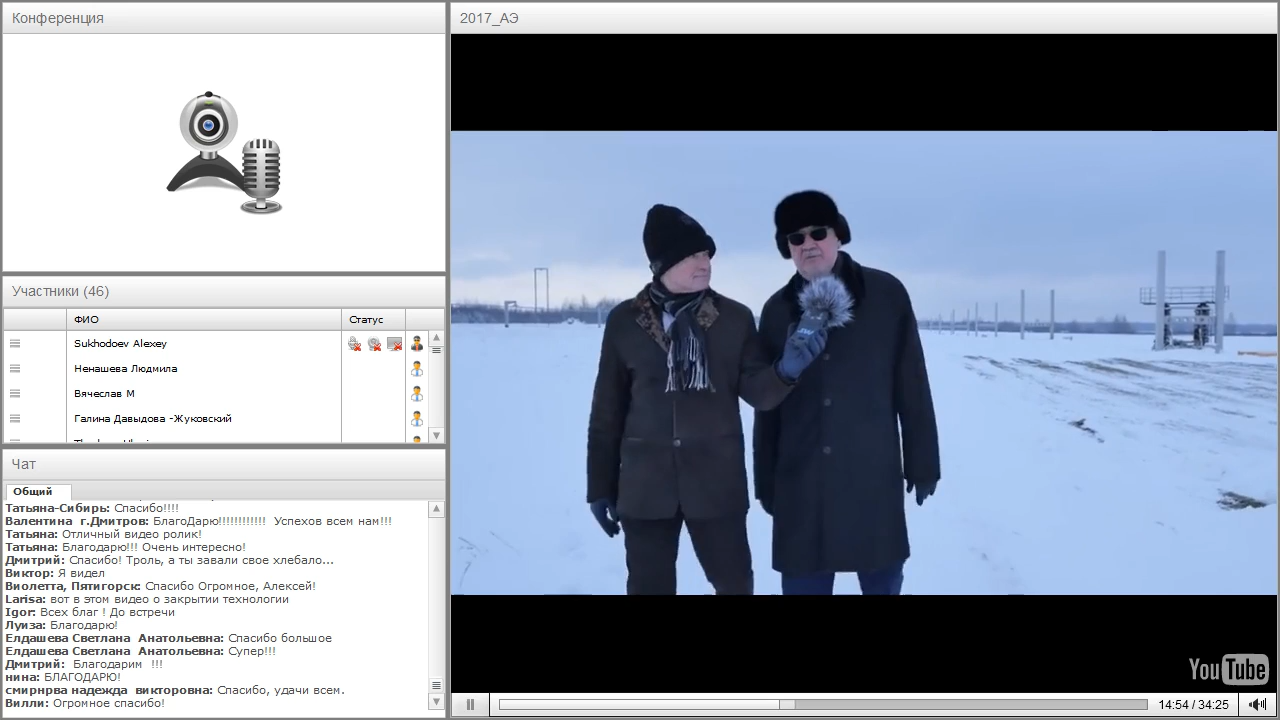 Конференция
2017_АЭ
Участники (46)
ФИО Статус
Sukhodoev Alexey
Ненашева Людмила
Вячеслав М
Галина Давыдова -Жуковский
Чат
Общий
Татьяна-Сибирь: Спасибо!!!!
Валентина г.Дмитров: БлагоДарю!!!!!!!!!!!! Успехов всем нам!!!
Татьяна: Отличный видео ролик!
Татьяна: Благодарю!!! Очень интересно!
Дмитрий: Спасибо! Троль, а ты завали свое хлебало...
Виктор: Я видел
Виолетта, Пятигорск: Спасибо Огромное, Алексей!
Larisa: вот в этом видео о закрытии технологии
Igor: Всех благ ! До встречи
Луиза: Благодарю!
Елдашева Светлана Анатольевна: Спасибо большое
Елдашева Светлана Анатольевна: Супер!!!
Дмитрий: Благодарим !!!
нина: БЛАГОДАРЮ!
смирнрва надежда викторовна: Спасибо, удачи всем.
Вилли: Огромное спасибо!
YouTube
14:54 / 34:25